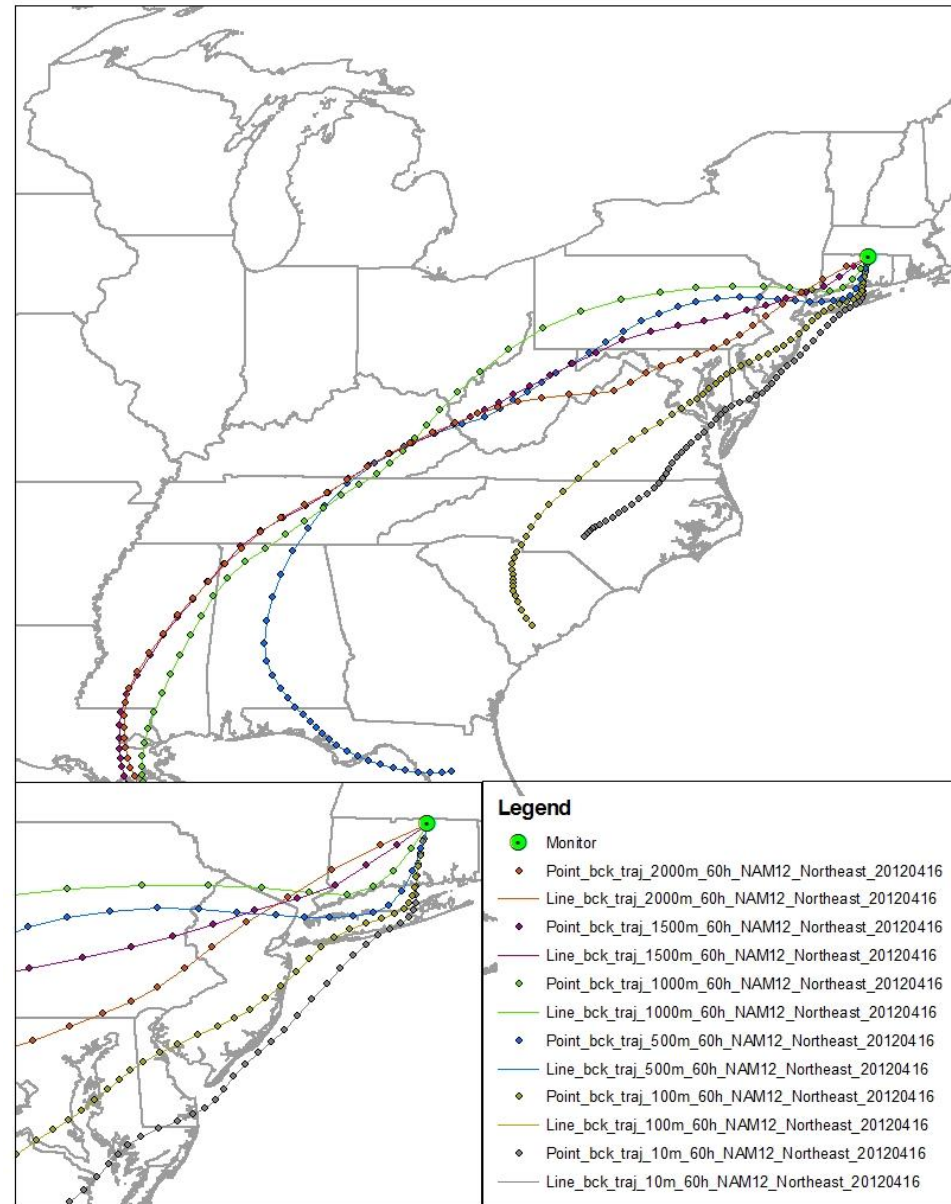 Legend
Monitor
Point_bck_traj_2000m_60h_NAM12_Northeast_20120416
Line_bck_traj_2000m_60h_NAM12_Northeast_20120416
Point_bck_traj_1500m_60h_NAM12_Northeast_20120416
Line_bck_traj_1500m_60h_NAM12_Northeast_20120416
Point_bck_traj_1000m_60h_NAM12_Northeast_20120416
Line_bck_traj_1000m_60h_NAM12_Northeast_20120416
Point_bck_traj_500m_60h_NAM12_Northeast_20120416
Line_bck_traj_500m_60h_NAM12_Northeast_20120416
Point_bck_traj_100m_60h_NAM12_Northeast_20120416
Line_bck_traj_100m_60h_NAM12_Northeast_20120416
Point_bck_traj_10m_60h_NAM12_Northeast_20120416
Line_bck_traj_10m_60h_NAM12_Northeast_20120416